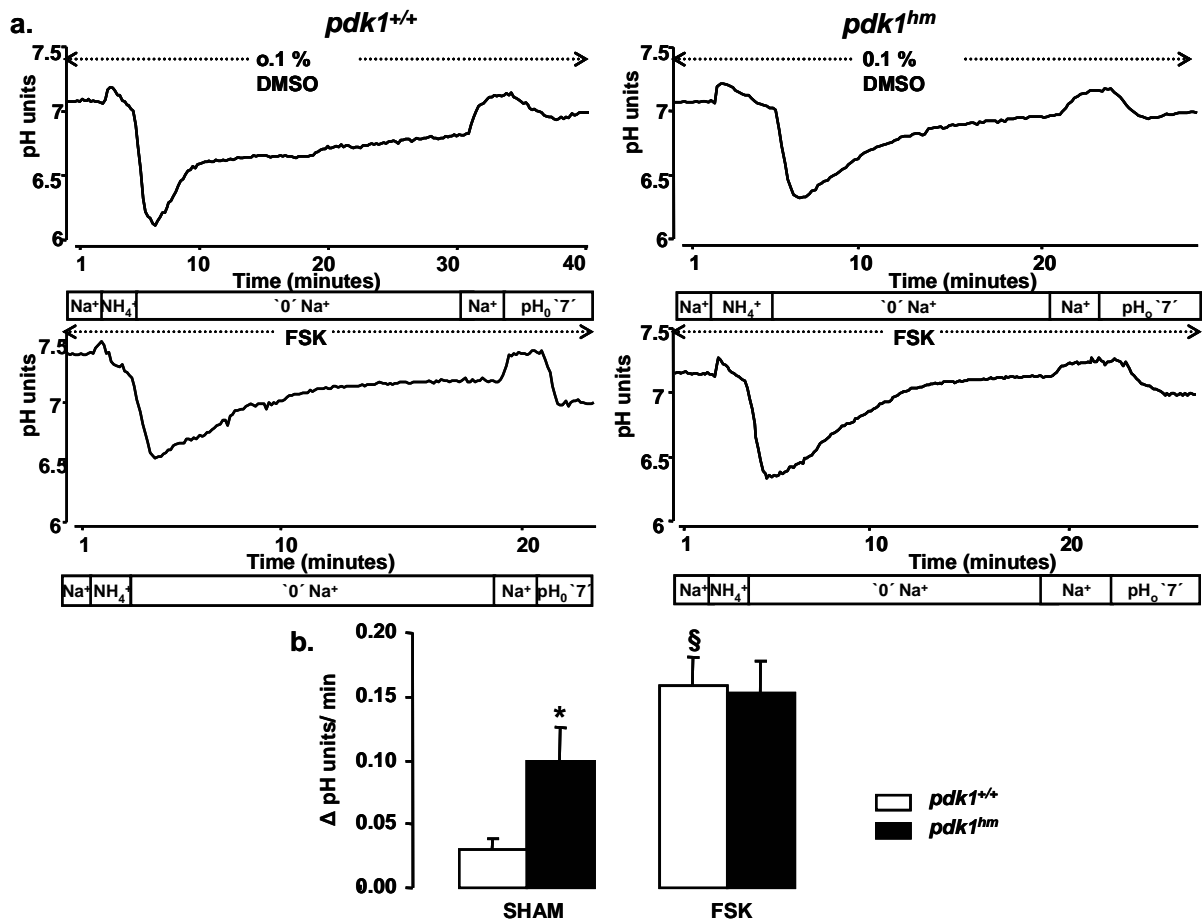 a.
pdk1+/+
pdk1hm
7.5
7
6.5
6
pH units
o.1 %
DMSO
1 10 20 30 40
Time (minutes)
Na+ NH4+ `0´ Na+ Na+ pH0 `7´
7.5
7
6.5
6
pH units
0.1 %
DMSO
1 10 20
Time (minutes)
Na+ NH4+ `0´ Na+ Na+ pHo `7´
7.5
7
6.5
6
pH units
FSK
1 10 20
Time (minutes)
Na+ NH4+ `0´ Na+ Na+ pH0 `7´
7.5
7
6.5
6
pH units
FSK
1 10 20
Time (minutes)
Na+ NH4+ `0´ Na+ Na+ pHo `7´
b.
0.20
0.15
0.10
0.05
0.00
Δ pH units/ min
*
§
SHAM FSK
pdk1+/+
pdk1hm